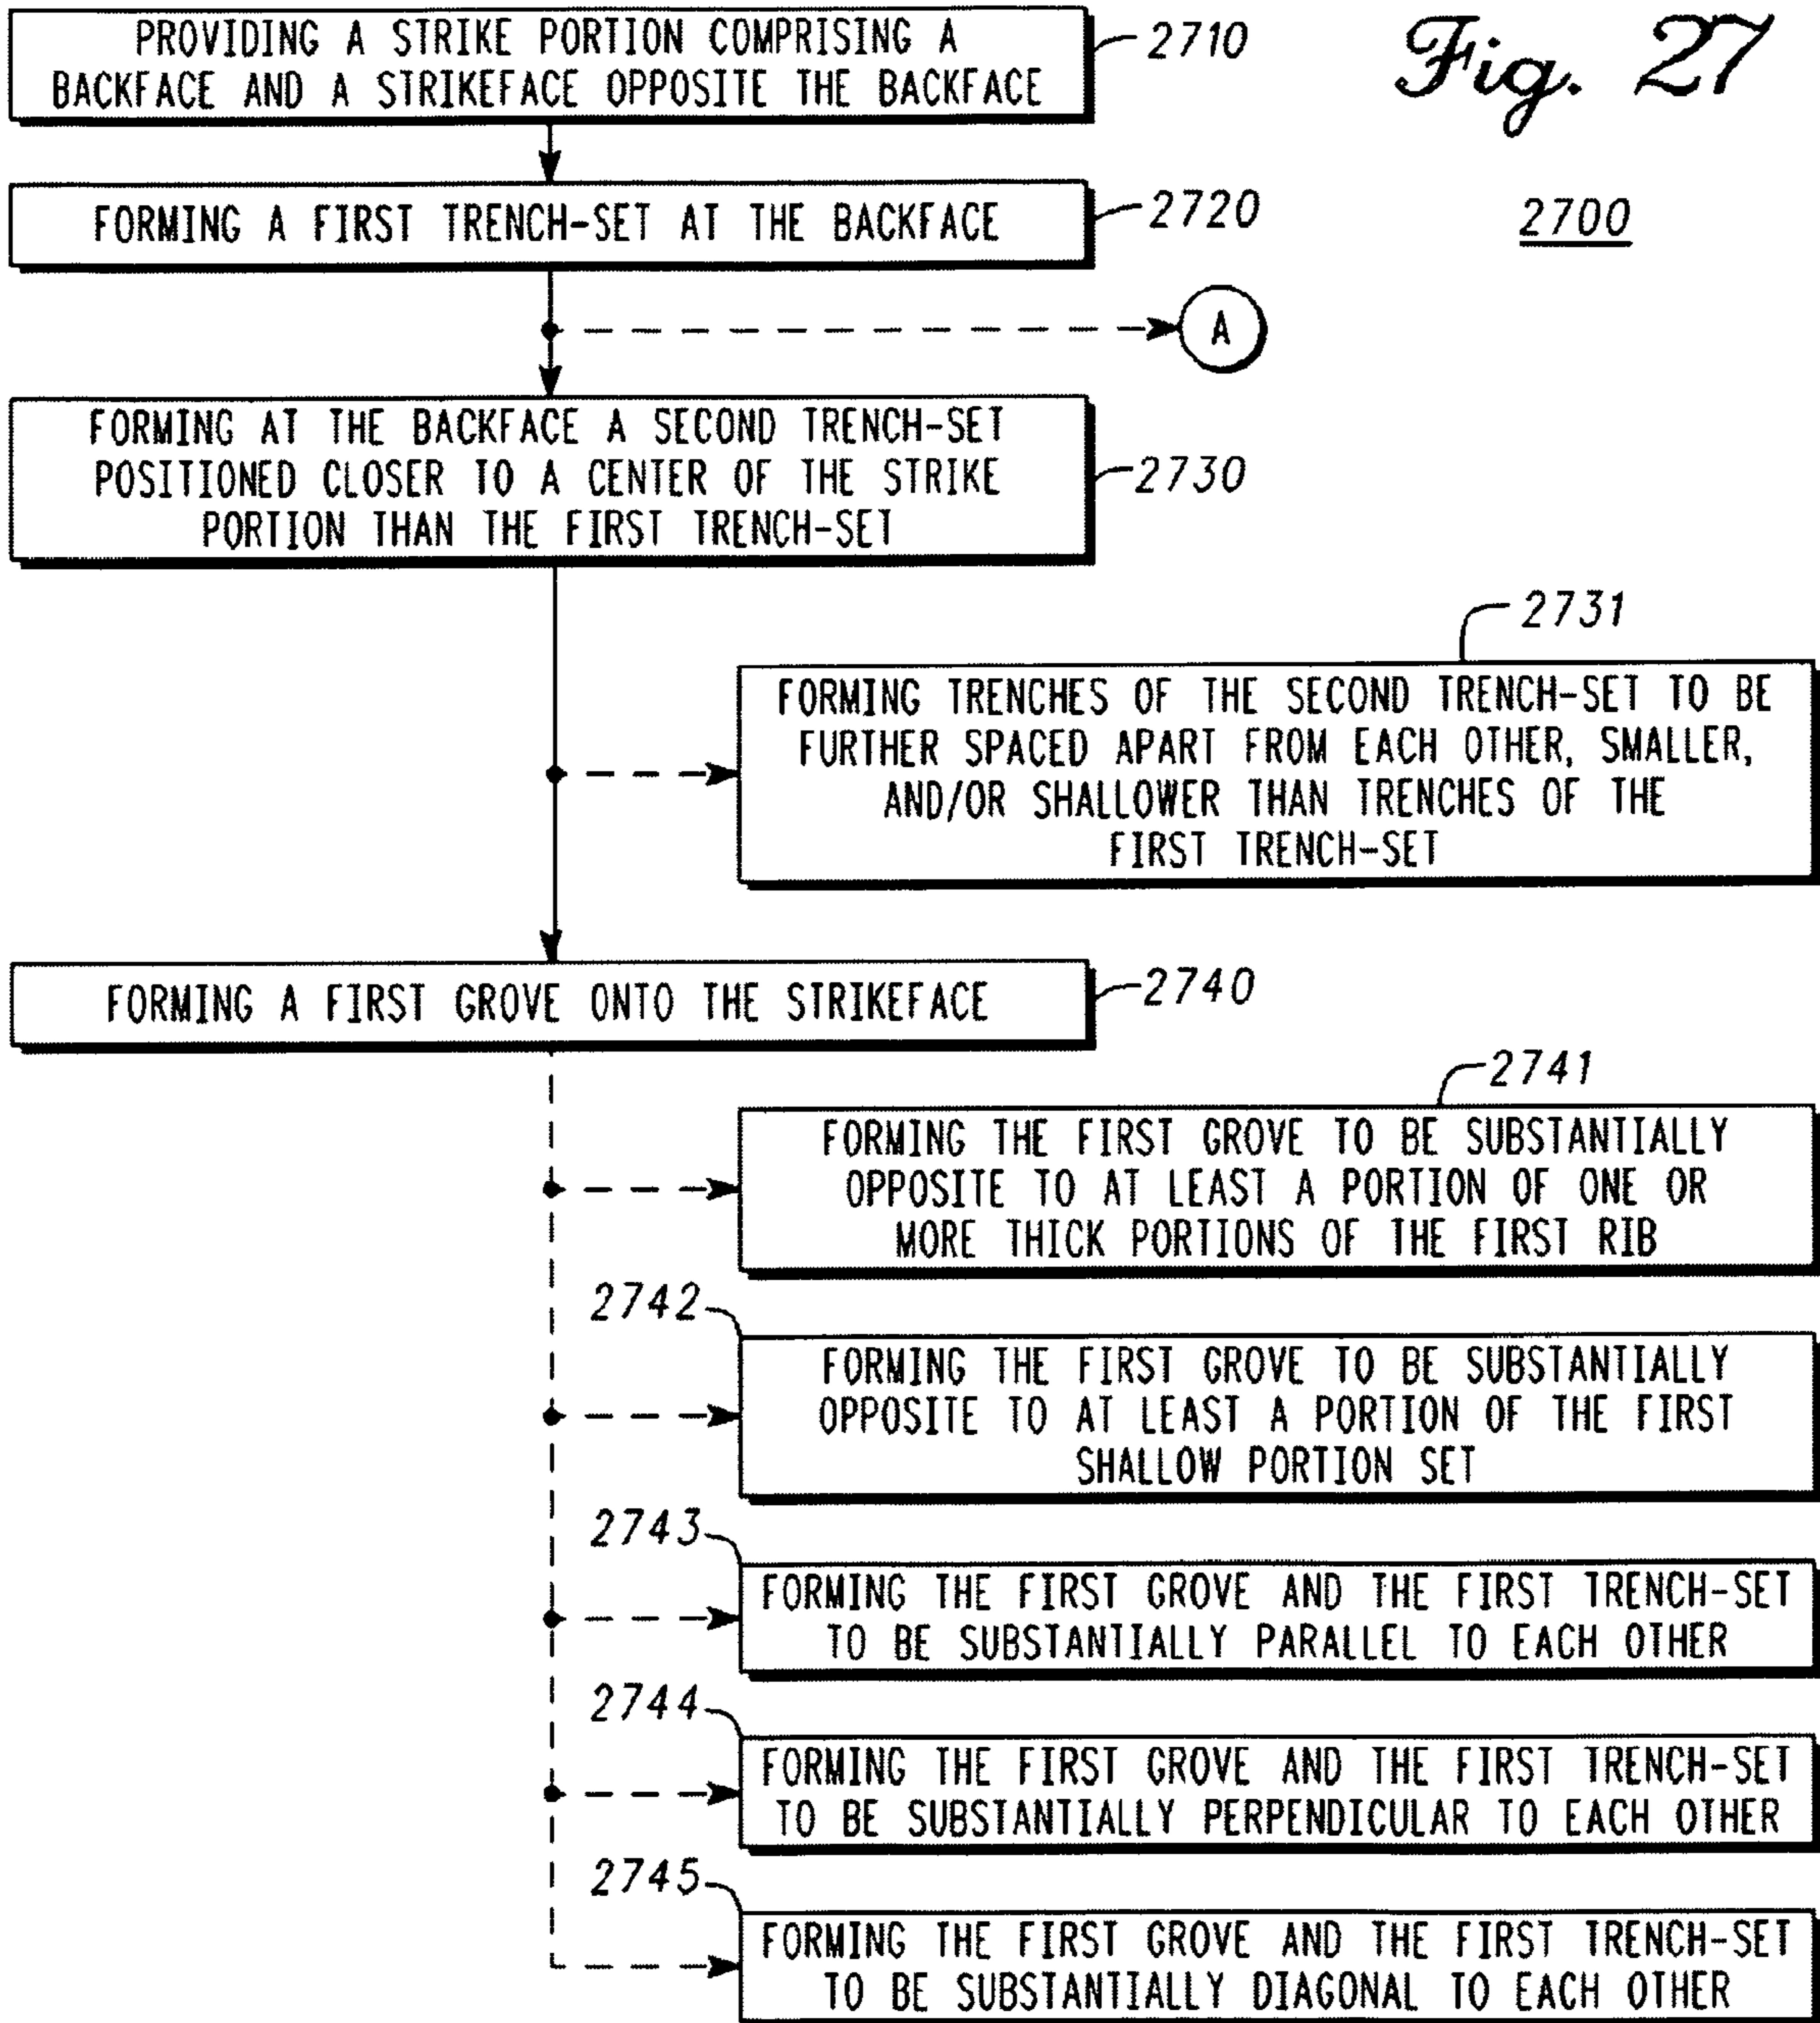 PROVIDING A STRIKE PORTION COMPRISING A
BACKFACE AND A STRIKEFACE OPPOSITE THE BACKFACE
2710
Fig. 27
2700
FORMING A FIRST TRENCH-SET AT THE BACKFACE
2720
A
FORMING AT THE BACKFACE A SECOND TRENCH-SET
POSITIONED CLOSER TO A CENTER OF THE STRIKE
PORTION THAN THE FIRST TRENCH-SET
2730
2731
FORMING TRENCHES OF THE SECOND TRENCH-SET TO BE
FURTHER SPACED APART FROM EACH OTHER, SMALLER,
AND/OR SHALLOWER THAN TRENCHES OF THE
FIRST TRENCH-SET
FORMING A FIRST GROVE ONTO THE STRIKEFACE
2740
2741
FORMING THE FIRST GROVE TO BE SUBSTANTIALLY
OPPOSITE TO AT LEAST A PORTION OF ONE OR
MORE THICK PORTIONS OF THE FIRST RIB
2742
FORMING THE FIRST GROVE TO BE SUBSTANTIALLY
OPPOSITE TO AT LEAST A PORTION OF THE FIRST
SHALLOW PORTION SET
2743
FORMING THE FIRST GROVE AND THE FIRST TRENCH-SET
TO BE SUBSTANTIALLY PARALLEL TO EACH OTHER
2744
FORMING THE FIRST GROVE AND THE FIRST TRENCH-SET
TO BE SUBSTANTIALLY PERPENDICULAR TO EACH OTHER
2745
FORMING THE FIRST GROVE AND THE FIRST TRENCH-SET
TO BE SUBSTANTIALLY DIAGONAL TO EACH OTHER